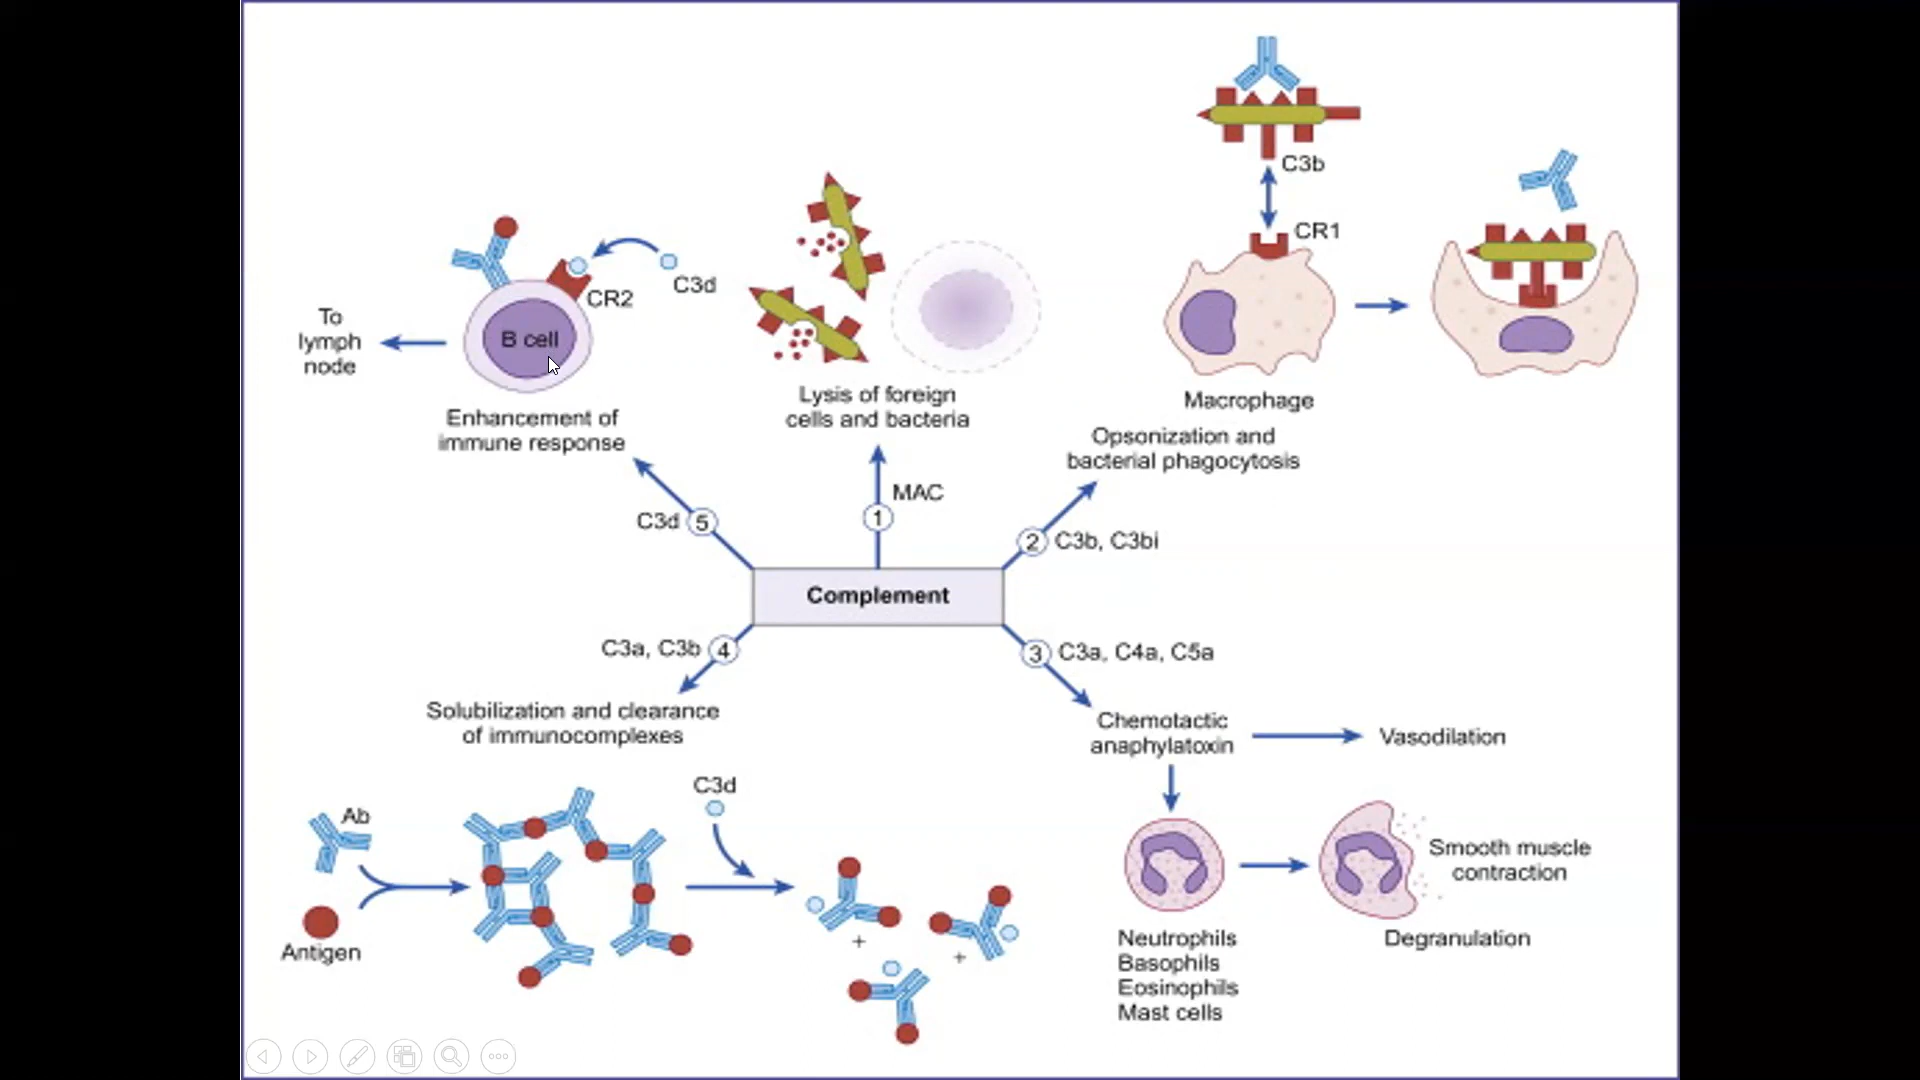 C3b
CR1
C3d
CR2
B cell
To
lymph
node
Enhancement of
immune response
Lysis of foreign
cells and bacteria
Macrophage
Opsonization and
bacterial phagocytosis
MAC
1
C3d 5
2 C3b, C3bi
Complement
C3a, C3b 4
3 C3a, C4a, C5a
Solubilization and clearance
of immunocomplexes
Chemotactic
anaphylatoxin
Vasodilation
C3d
Ab
Antigen
+
+
Smooth muscle
contraction
Neutrophils
Basophils
Eosinophils
Mast cells
Degranulation